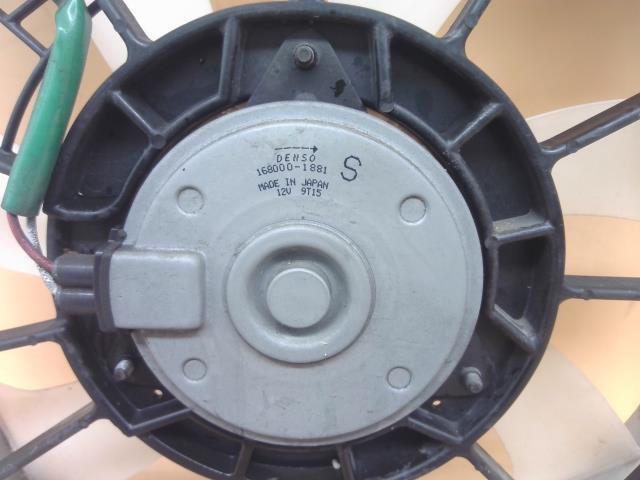 DENSO
168000-1881 S
MADE IN JAPAN
12V 9T15